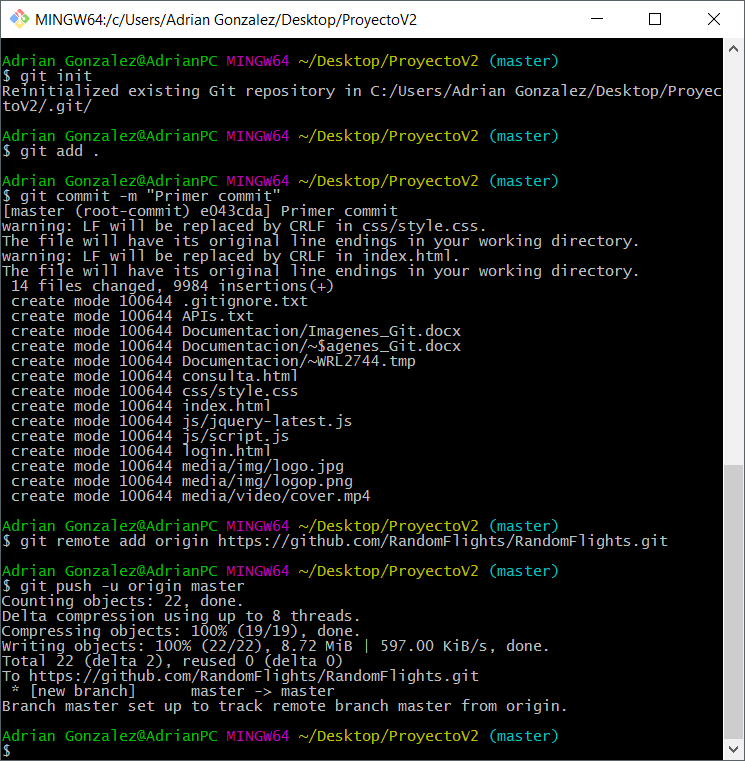 MINGW64:/c/Users/Adrian Gonzalez/Desktop/ProyectoV2
Adrian Gonzalez@AdrianPC MINGW64 ~/Desktop/ProyectoV2 (master)
$ git init
Reinitialized existing Git repository in C:/Users/Adrian Gonzalez/Desktop/Proyec
toV2/.git/
Adrian Gonzalez@AdrianPC MINGW64 ~/Desktop/ProyectoV2 (master)
$ git add .
Adrian Gonzalez@AdrianPC MINGW64 ~/Desktop/ProyectoV2 (master)
$ git commit -m "Primer commit"
[master (root-commit) e043cda] Primer commit
warning: LF will be replaced by CRLF in css/style.css.
The file will have its original line endings in your working directory.
warning: LF will be replaced by CRLF in index.html.
The file will have its original line endings in your working directory.
 14 files changed, 9984 insertions(+)
 create mode 100644 .gitignore.txt
 create mode 100644 APIs.txt
 create mode 100644 Documentacion/Imagenes_Git.docx
 create mode 100644 Documentacion/~$agenes_Git.docx
 create mode 100644 Documentacion/~WRL2744.tmp
 create mode 100644 consulta.html
 create mode 100644 css/style.css
 create mode 100644 index.html
 create mode 100644 js/jquery-latest.js
 create mode 100644 js/script.js
 create mode 100644 login.html
 create mode 100644 media/img/logo.jpg
 create mode 100644 media/img/logop.png
 create mode 100644 media/video/cover.mp4
Adrian Gonzalez@AdrianPC MINGW64 ~/Desktop/ProyectoV2 (master)
$ git remote add origin https://github.com/RandomFlights/RandomFlights.git
Adrian Gonzalez@AdrianPC MINGW64 ~/Desktop/ProyectoV2 (master)
$ git push -u origin master
Counting objects: 22, done.
Delta compression using up to 8 threads.
Compressing objects: 100% (19/19), done.
Writing objects: 100% (22/22), 8.72 MiB | 597.00 KiB/s, done.
Total 22 (delta 2), reused 0 (delta 0)
To https://github.com/RandomFlights/RandomFlights.git
 * [new branch]      master -> master
Branch master set up to track remote branch master from origin.
Adrian Gonzalez@AdrianPC MINGW64 ~/Desktop/ProyectoV2 (master)
$